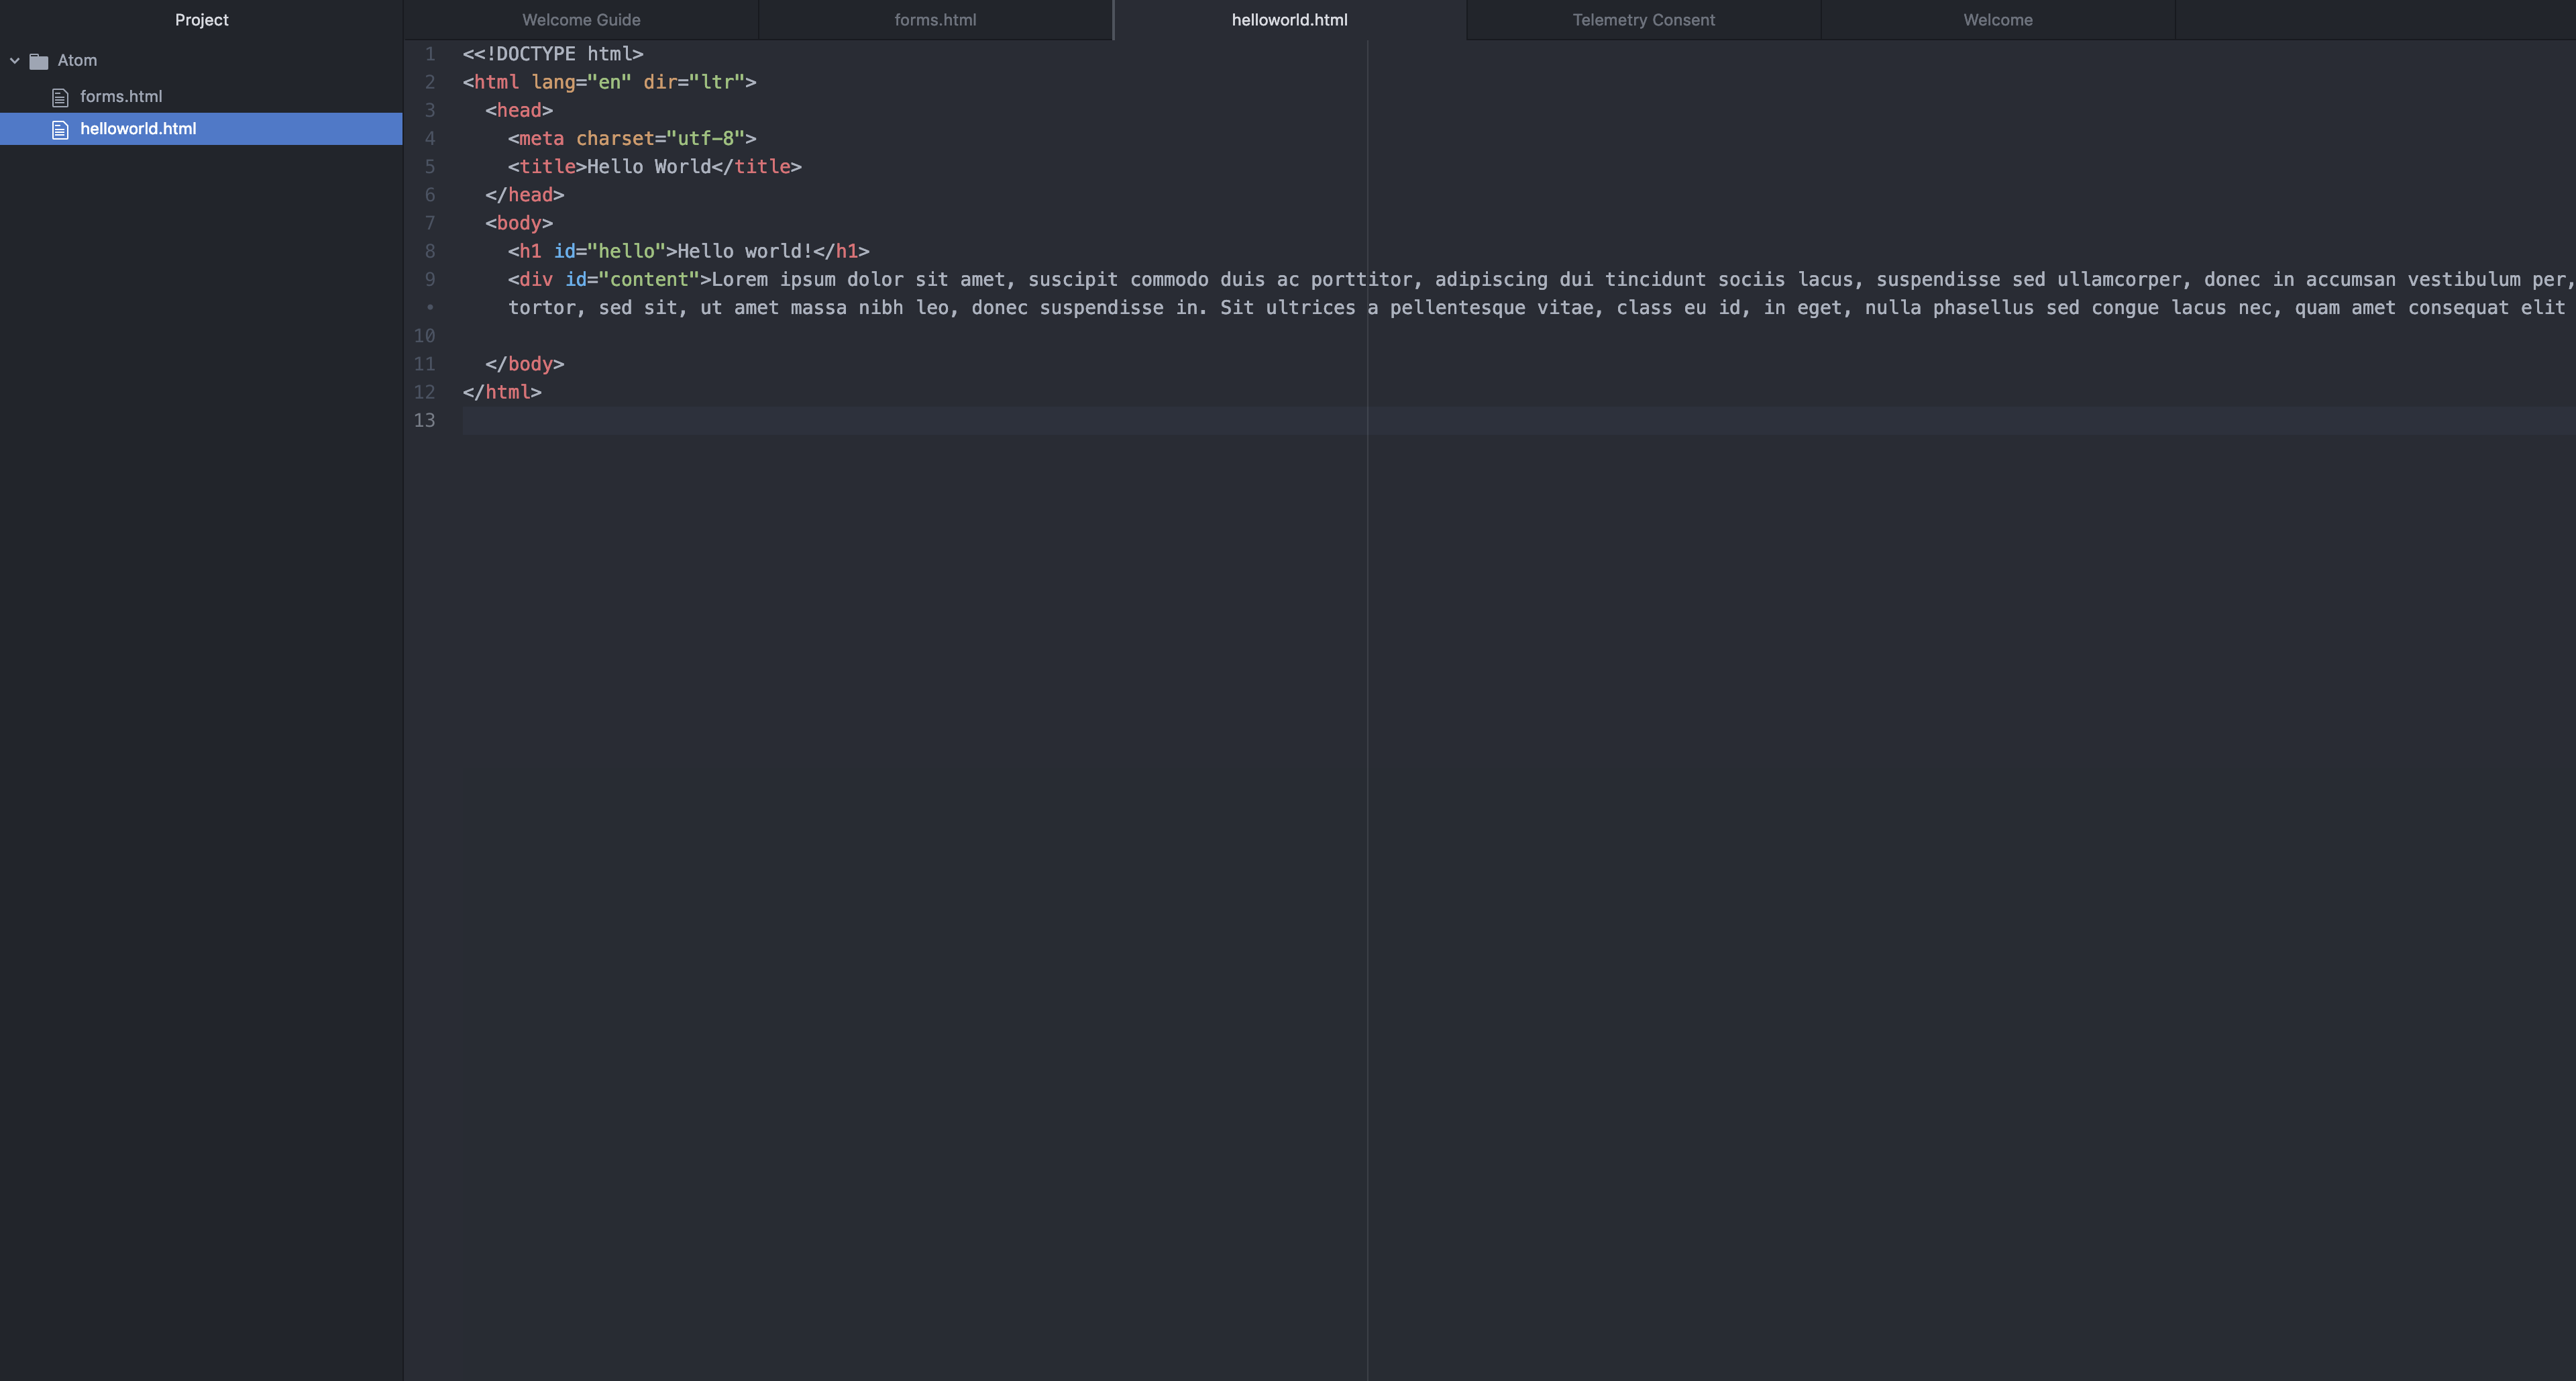 Project
Atom
forms.html
helloworld.html
Welcome Guide
forms.html
helloworld.html
Telemetry Consent
Welcome
1 <<!DOCTYPE html>
2 <html lang="en" dir="ltr">
3 <head>
4 <meta charset="utf-8">
5 <title>Hello World</title>
6 </head>
7 <body>
8 <h1 id="hello">Hello world!</h1>
9 <div id="content">Lorem ipsum dolor sit amet, suscipit commodo duis ac porttitor, adipiscing dui tincidunt sociis lacus, suspendisse sed ullamcorper, donec in accumsan vestibulum per,
• tortor, sed sit, ut amet massa nibh leo, donec suspendisse in. Sit ultrices a pellentesque vitae, class eu id, in eget, nulla phasellus sed congue lacus nec, quam amet consequat elit
10
11 </body>
12 </html>
13